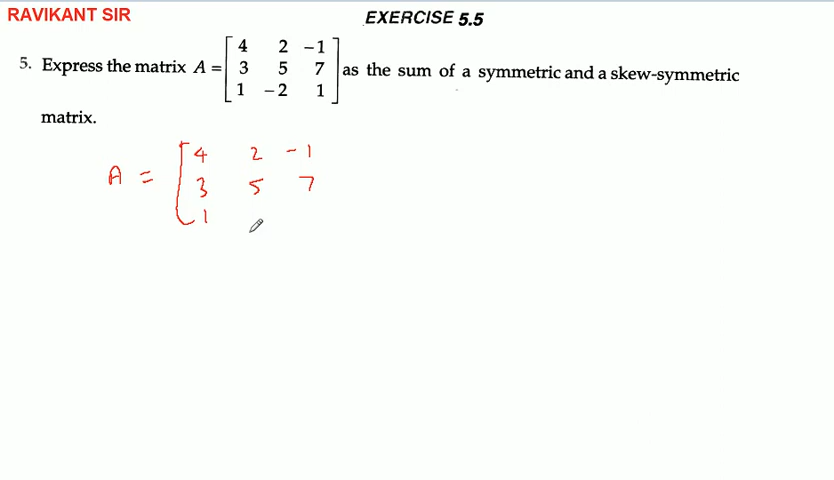 RAVIKANT SIR
EXERCISE 5.5
5. Express the matrix A = [ 4 2 −1
3 5 7
1 −2 1 ] as the sum of a symmetric and a skew-symmetric
matrix.
A = [ 4 2 -1
3 5 7
1